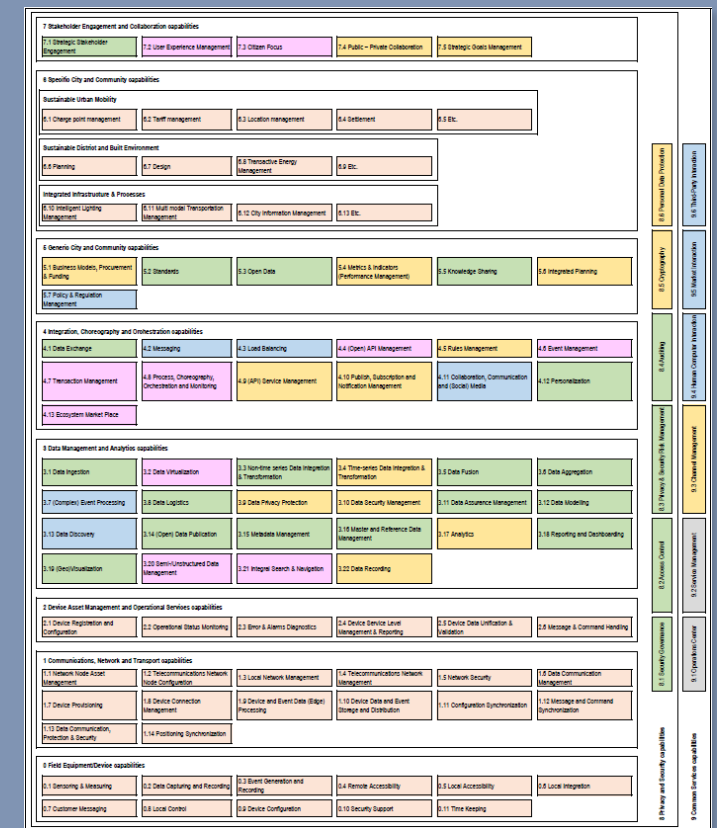 7 Stakeholder Engagement and Collaboration capabilities
7.1 Strategic Stakeholder
Engagement
7.2 User Experience Management
7.3 Citizen Focus
7.4 Public – Private Collaboration
7.5 Strategic Goals Management
6 Specific City and Community capabilities
Sustainable Urban Mobility
6.1 Charge point management
6.2 Tariff management
6.3 Location management
6.4 Settlement
6.5 Etc.
Sustainable District and Built Environment
6.6 Planning
6.7 Design
6.8 Transactive Energy
Management
6.9 Etc.
Integrated Infrastructure & Processes
6.10 Intelligent Lighting
Management
6.11 Multi modal Transportation
Management
6.12 City Information Management
6.13 Etc.
5 Generic City and Community capabilities
5.1 Business Models, Procurement
& Funding
5.2 Standards
5.3 Open Data
5.4 Metrics & Indicators
(Performance Management)
5.5 Knowledge Sharing
5.6 Integrated Planning
5.7 Policy & Regulation
Management
4 Integration, Choreography and Orchestration capabilities
4.1 Data Exchange
4.2 Messaging
4.3 Load Balancing
4.4 (Open) API Management
4.5 Rules Management
4.6 Event Management
4.7 Transaction Management
4.8 Process, Choreography,
Orchestration and Monitoring
4.9 (API) Service Management
4.10 Publish, Subscription and
Notification Management
4.11 Collaboration, Communication
and (Social) Media
4.12 Personalization
4.13 Ecosystem Market Place
3 Data Management and Analytics capabilities
3.1 Data Ingestion
3.2 Data Virtualization
3.3 Non-time series Data Integration
& Transformation
3.4 Time-series Data Integration &
Transformation
3.5 Data Fusion
3.6 Data Aggregation
3.7 (Complex) Event Processing
3.8 Data Logistics
3.9 Data Privacy Protection
3.10 Data Security Management
3.11 Data Assurance Management
3.12 Data Modelling
3.13 Data Discovery
3.14 (Open) Data Publication
3.15 Metadata Management
3.16 Master and Reference Data
Management
3.17 Analytics
3.18 Reporting and Dashboarding
3.19 (Geo)Visualization
3.20 Semi-/Unstructured Data
Management
3.21 Integral Search & Navigation
3.22 Data Recording
2 Device Asset Management and Operational Services capabilities
2.1 Device Registration and
Configuration
2.2 Operational Status Monitoring
2.3 Error & Alarms Diagnostics
2.4 Device Service Level
Management & Reporting
2.5 Device Data Unification &
Validation
2.6 Message & Command Handling
1 Communications, Network and Transport capabilities
1.1 Network Node Asset
Management
1.2 Telecommunications Network
Node Configuration
1.3 Local Network Management
1.4 Telecommunications Network
Management
1.5 Network Security
1.6 Data Communication
Management
1.7 Device Provisioning
1.8 Device Connection
Management
1.9 Device and Event Data (Edge)
Processing
1.10 Device Data and Event
Storage and Distribution
1.11 Configuration Synchronization
1.12 Message and Command
Synchronization
1.13 Data Communication,
Protection & Security
1.14 Positioning Synchronization
0 Field Equipment/Device capabilities
0.1 Sensoring & Measuring
0.2 Data Capturing and Recording
0.3 Event Generation and
Recording
0.4 Remote Accessibility
0.5 Local Accessibility
0.6 Local Integration
0.7 Customer Messaging
0.8 Local Control
0.9 Device Configuration
0.10 Security Support
0.11 Time Keeping
8 Privacy and Security capabilities
8.1 Security Governance
8.2 Access Control
8.3 Privacy & Security Risk Management
8.4 Auditing
8.5 Cryptography
8.6 Personal Data Protection
9 Common Services capabilities
9.1 Operations Center
9.2 Service Management
9.3 Channel Management
9.4 Human Computer Interaction
9.5 Market Interaction
9.6 Third-Party Interaction